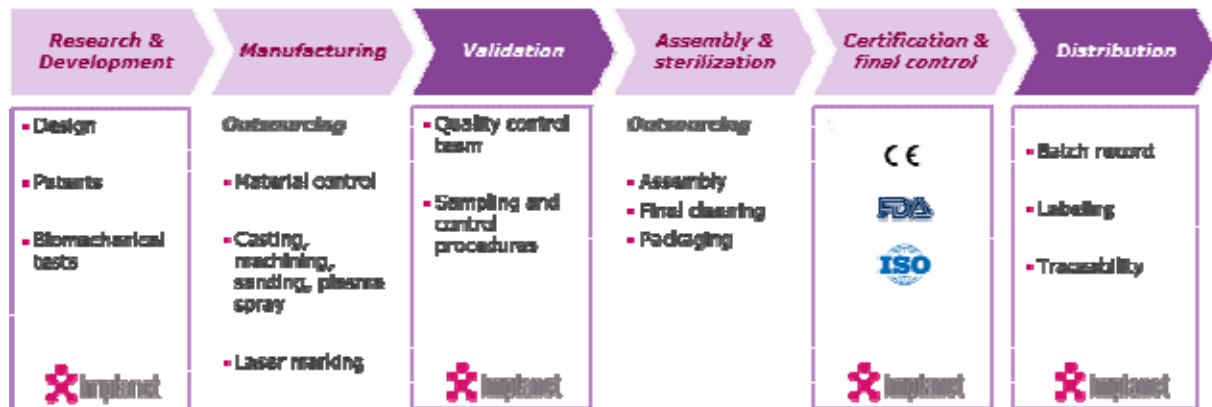 Research &
Development
Manufacturing
Validation
Assembly &
sterilization
Certification &
final control
Distribution
Design
Patents
Biomechanical
tests
implanet
Outsourcing
Material control
Casting,
machining,
sanding, plasma
spray
Laser marking
Quality control
team
Sampling and
control
procedures
implanet
Outsourcing
Assembly
Final cleaning
Packaging
CE
FDA
ISO
implanet
Batch record
Labeling
Traceability
implanet